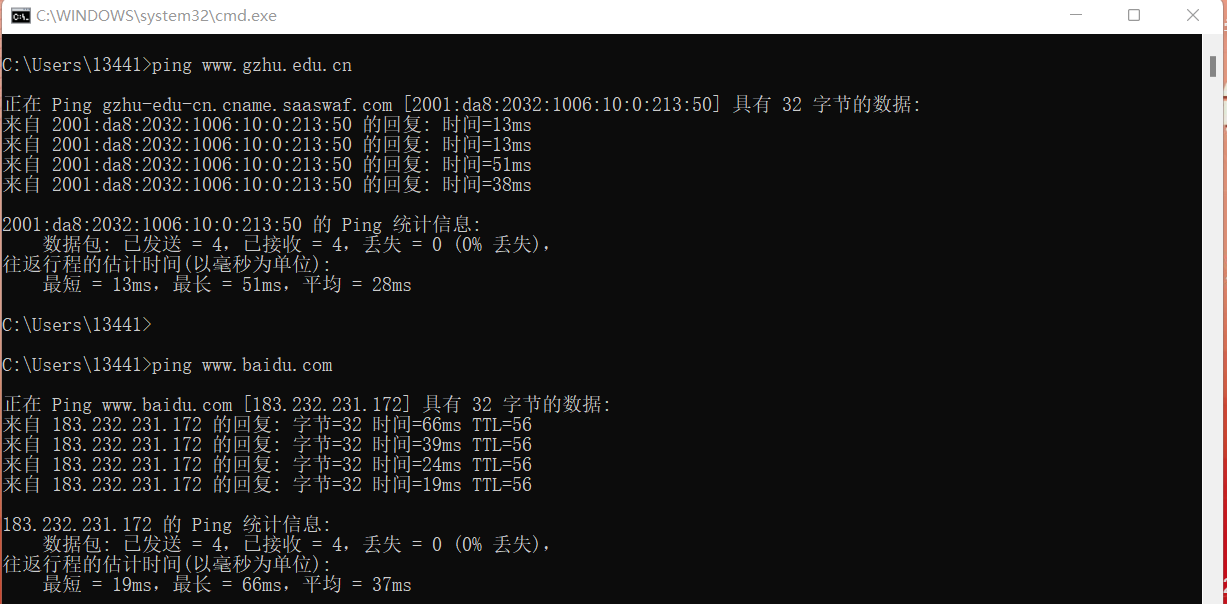 C:\WINDOWS\system32\cmd.exe
C:\Users\13441>ping www.gzhu.edu.cn
正在 Ping gzhu-edu-cn.cname.saaswaf.com [2001:da8:2032:1006:10:0:213:50] 具有 32 字节的数据:
来自 2001:da8:2032:1006:10:0:213:50 的回复: 时间=13ms
来自 2001:da8:2032:1006:10:0:213:50 的回复: 时间=13ms
来自 2001:da8:2032:1006:10:0:213:50 的回复: 时间=51ms
来自 2001:da8:2032:1006:10:0:213:50 的回复: 时间=38ms
2001:da8:2032:1006:10:0:213:50 的 Ping 统计信息:
    数据包: 已发送 = 4，已接收 = 4，丢失 = 0 (0% 丢失)，
往返行程的估计时间(以毫秒为单位):
    最短 = 13ms，最长 = 51ms，平均 = 28ms
C:\Users\13441>
C:\Users\13441>ping www.baidu.com
正在 Ping www.baidu.com [183.232.231.172] 具有 32 字节的数据:
来自 183.232.231.172 的回复: 字节=32 时间=66ms TTL=56
来自 183.232.231.172 的回复: 字节=32 时间=39ms TTL=56
来自 183.232.231.172 的回复: 字节=32 时间=24ms TTL=56
来自 183.232.231.172 的回复: 字节=32 时间=19ms TTL=56
183.232.231.172 的 Ping 统计信息:
    数据包: 已发送 = 4，已接收 = 4，丢失 = 0 (0% 丢失)，
往返行程的估计时间(以毫秒为单位):
    最短 = 19ms，最长 = 66ms，平均 = 37ms